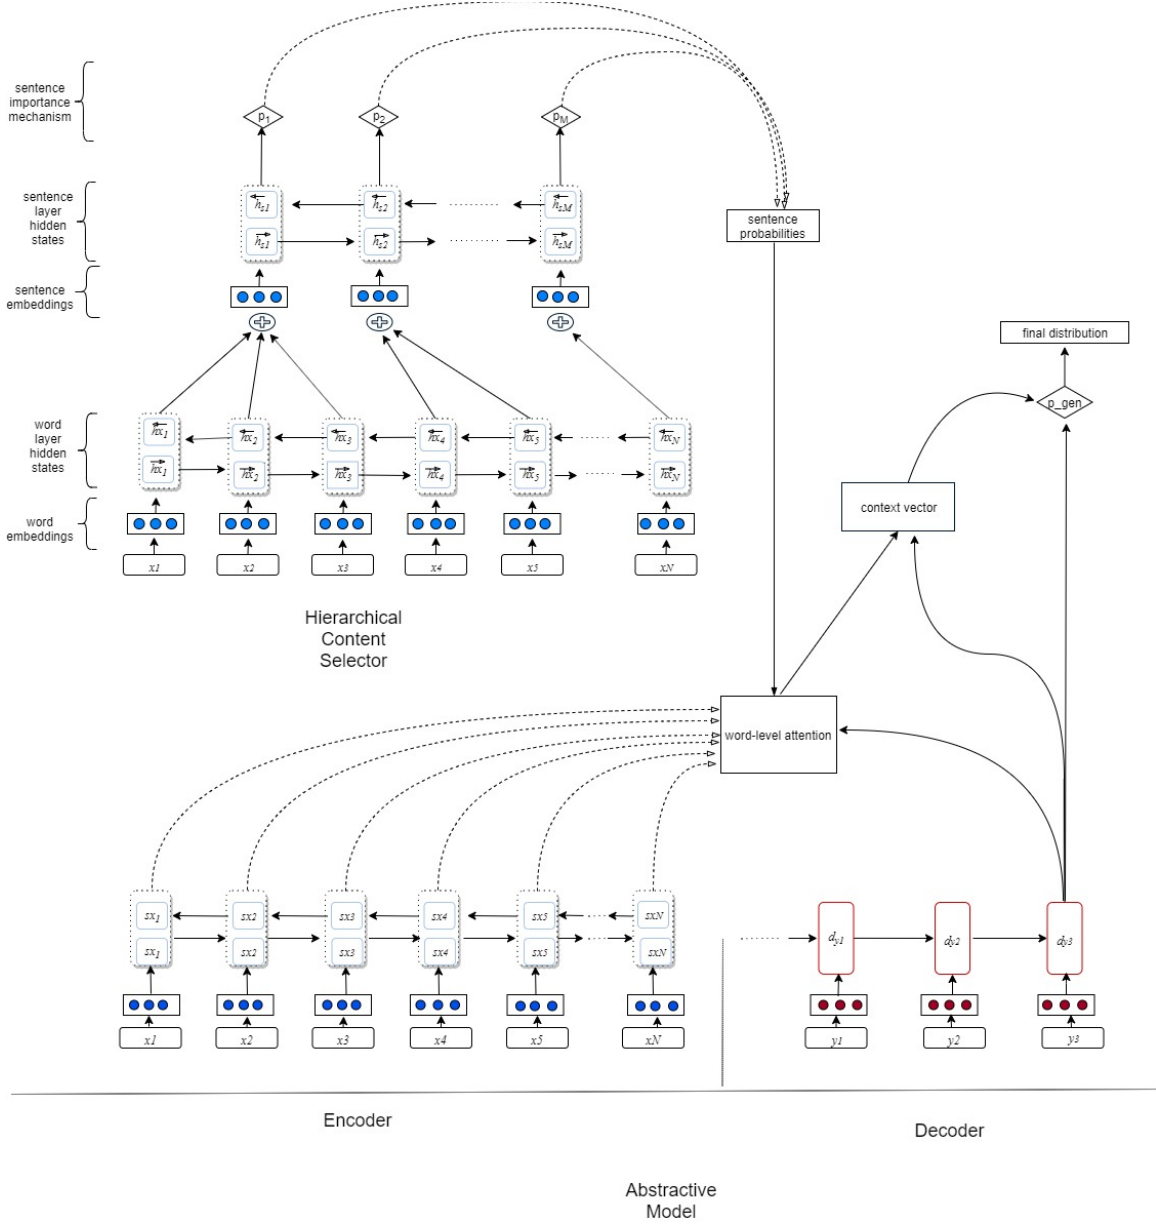 sentence
importance
mechanism
p1
p2
pM
sentence
layer
hidden
states
hs1
hs2
hsM
hs1
hs2
hsM
sentence
probabilities
sentence
embeddings
final distribution
p_gen
word
layer
hidden
states
hx1
hx2
hx3
hx4
hx5
hxN
hx1
hx2
hx3
hx4
hx5
hxN
context vector
word
embeddings
x1
x2
x3
x4
x5
xN
Hierarchical
Content
Selector
word-level attention
sx1
sx2
sx3
sx4
sx5
sxN
sx1
sx2
sx3
sx4
sx5
sxN
dy1
dy2
dy3
x1
x2
x3
x4
x5
xN
y1
y2
y3
Encoder
Decoder
Abstractive
Model